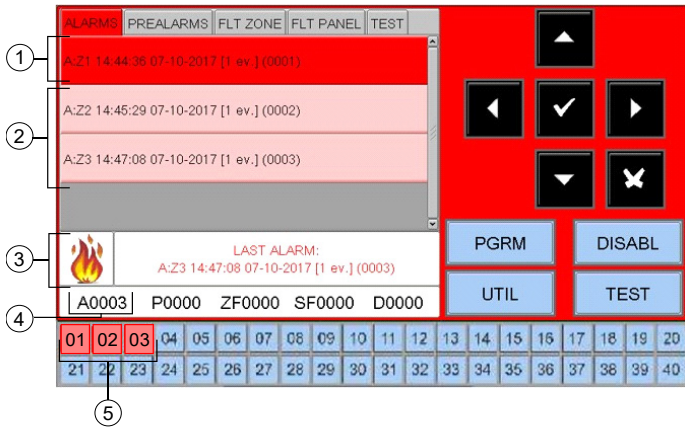 ALARMS PREALARMS FLT ZONE FLT PANEL TEST
1
A:Z1 14:44:36 07-10-2017 [1 ev.] (0001)
2
A:Z2 14:45:29 07-10-2017 [1 ev.] (0002)
A:Z3 14:47:08 07-10-2017 [1 ev.] (0003)
3
LAST ALARM:
A:Z3 14:47:08 07-10-2017 [1 ev.] (0003)
PGRM DISABL
4
A0003 P0000 ZF0000 SF0000 D0000
UTIL TEST
01 02 03 04 05 06 07 08 09 10 11 12 13 14 15 16 17 18 19 20
21 22 23 24 25 26 27 28 29 30 31 32 33 34 35 36 37 38 39 40
5